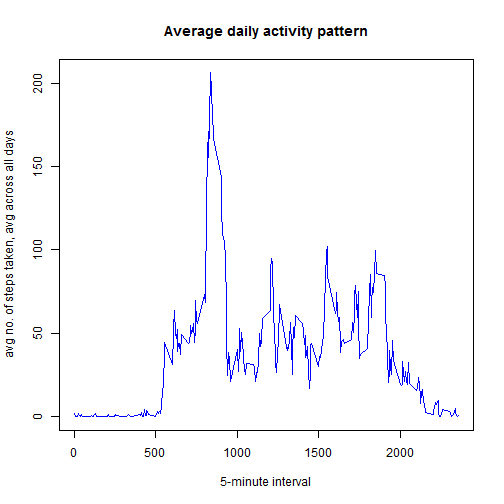 Average daily activity pattern
avg no. of steps taken, avg across all days
200
150
100
50
0
0 500 1000 1500 2000
5-minute interval